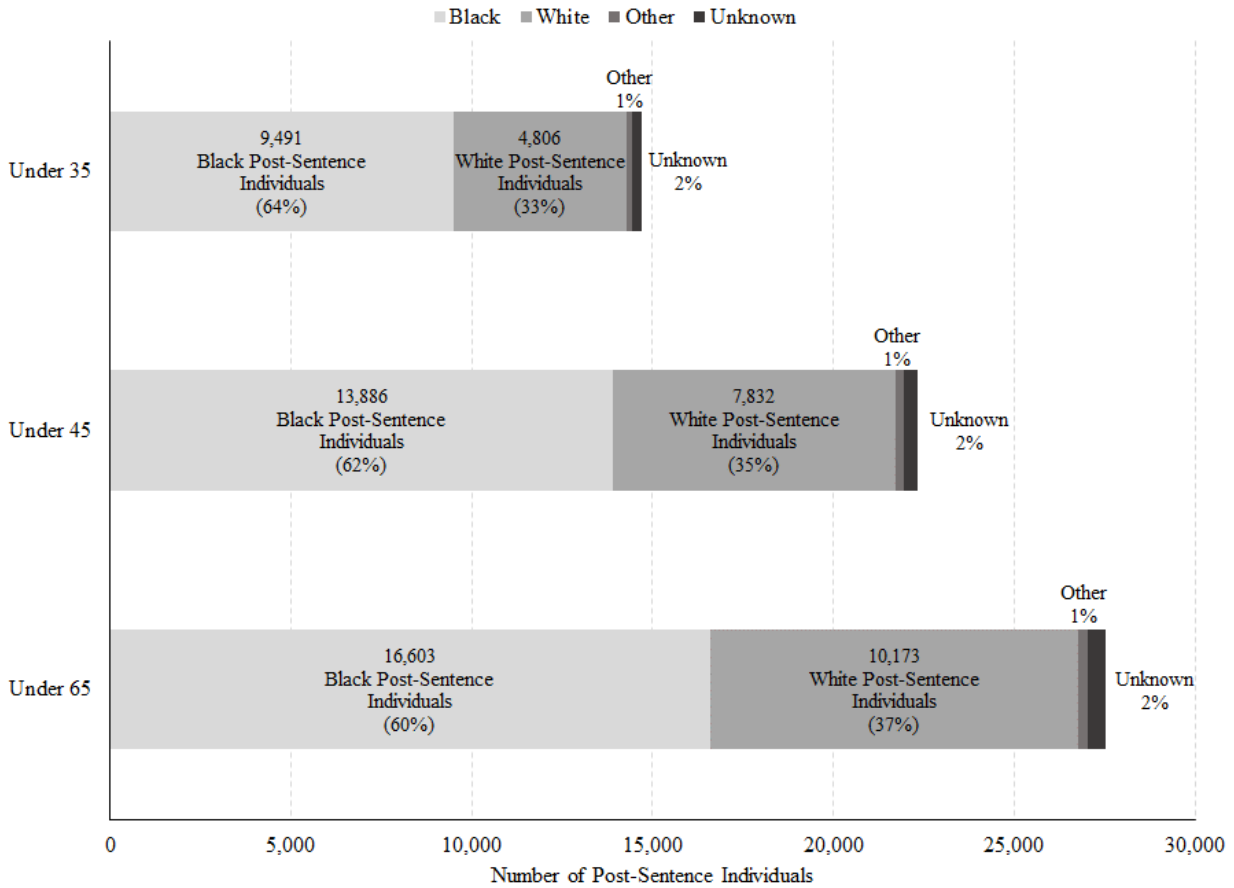 Black White Other Unknown
Other
1%
Under 35
9,491
Black Post-Sentence
Individuals
(64%)
4,806
White Post-Sentence
Individuals
(33%)
Unknown
2%
Other
1%
Under 45
13,886
Black Post-Sentence
Individuals
(62%)
7,832
White Post-Sentence
Individuals
(35%)
Unknown
2%
Other
1%
Under 65
16,603
Black Post-Sentence
Individuals
(60%)
10,173
White Post-Sentence
Individuals
(37%)
Unknown
2%
0 5,000 10,000 15,000 20,000 25,000 30,000
Number of Post-Sentence Individuals